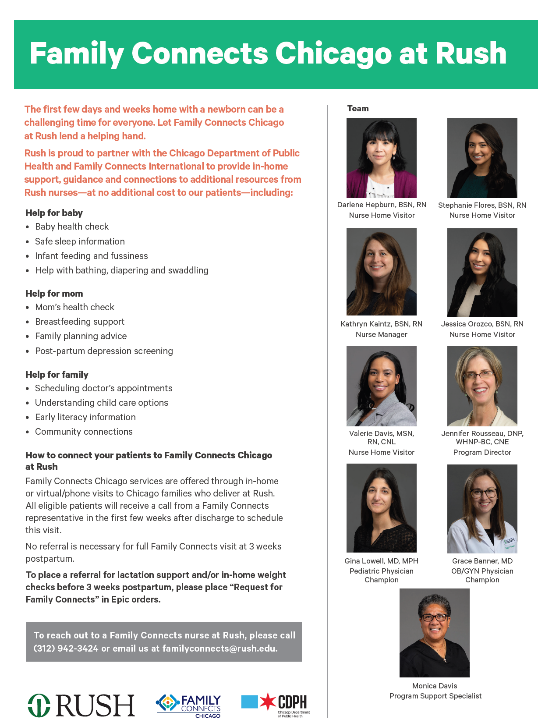 Family Connects Chicago at Rush
The first few days and weeks home with a newborn can be a
challenging time for everyone. Let Family Connects Chicago
at Rush lend a helping hand.
Rush is proud to partner with the Chicago Department of Public
Health and Family Connects International to provide in-home
support, guidance and connections to additional resources from
Rush nurses—at no additional cost to our patients—including:
Help for baby
• Baby health check
• Safe sleep information
• Infant feeding and fussiness
• Help with bathing, diapering and swaddling
Help for mom
• Mom's health check
• Breastfeeding support
• Family planning advice
• Post-partum depression screening
Help for family
• Scheduling doctor's appointments
• Understanding child care options
• Early literacy information
• Community connections
How to connect your patients to Family Connects Chicago
at Rush
Family Connects Chicago services are offered through in-home
or virtual/phone visits to Chicago families who deliver at Rush.
All eligible patients will receive a call from a Family Connects
representative in the first few weeks after discharge to schedule
this visit.
No referral is necessary for full Family Connects visit at 3 weeks
postpartum.
To place a referral for lactation support and/or in-home weight
checks before 3 weeks postpartum, please place "Request for
Family Connects" in Epic orders.
To reach out to a Family Connects nurse at Rush, please call
(312) 942-3424 or email us at familyconnects@rush.edu.
RUSH
FAMILY
CONNECTS
CHICAGO
CDPH
Chicago Department
of Public Health
Team
Darlene Hepburn, BSN, RN
Nurse Home Visitor
Stephanie Flores, BSN, RN
Nurse Home Visitor
Kathryn Kaintz, BSN, RN
Nurse Manager
Jessica Orozco, BSN, RN
Nurse Home Visitor
Valerie Davis, MSN,
RN, CNL
Nurse Home Visitor
Jennifer Rousseau, DNP,
WHNP-BC, CNE
Program Director
Gina Lowell, MD, MPH
Pediatric Physician
Champion
Grace Banner, MD
OB/GYN Physician
Champion
Monica Davis
Program Support Specialist